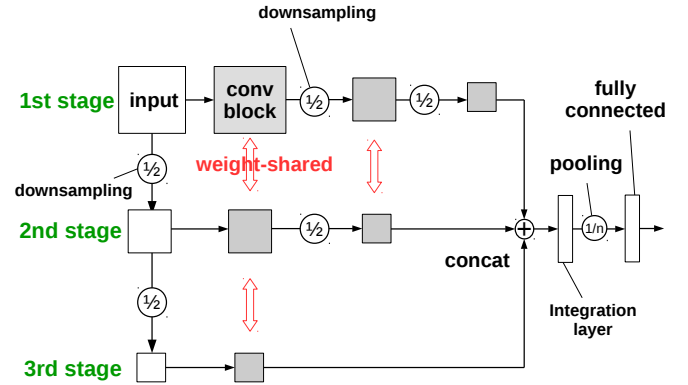 downsampling
1st stage
input
conv
block
½
½
fully
connected
½
weight-shared
pooling
downsampling
2nd stage
½
1/n
concat
½
Integration
layer
3rd stage